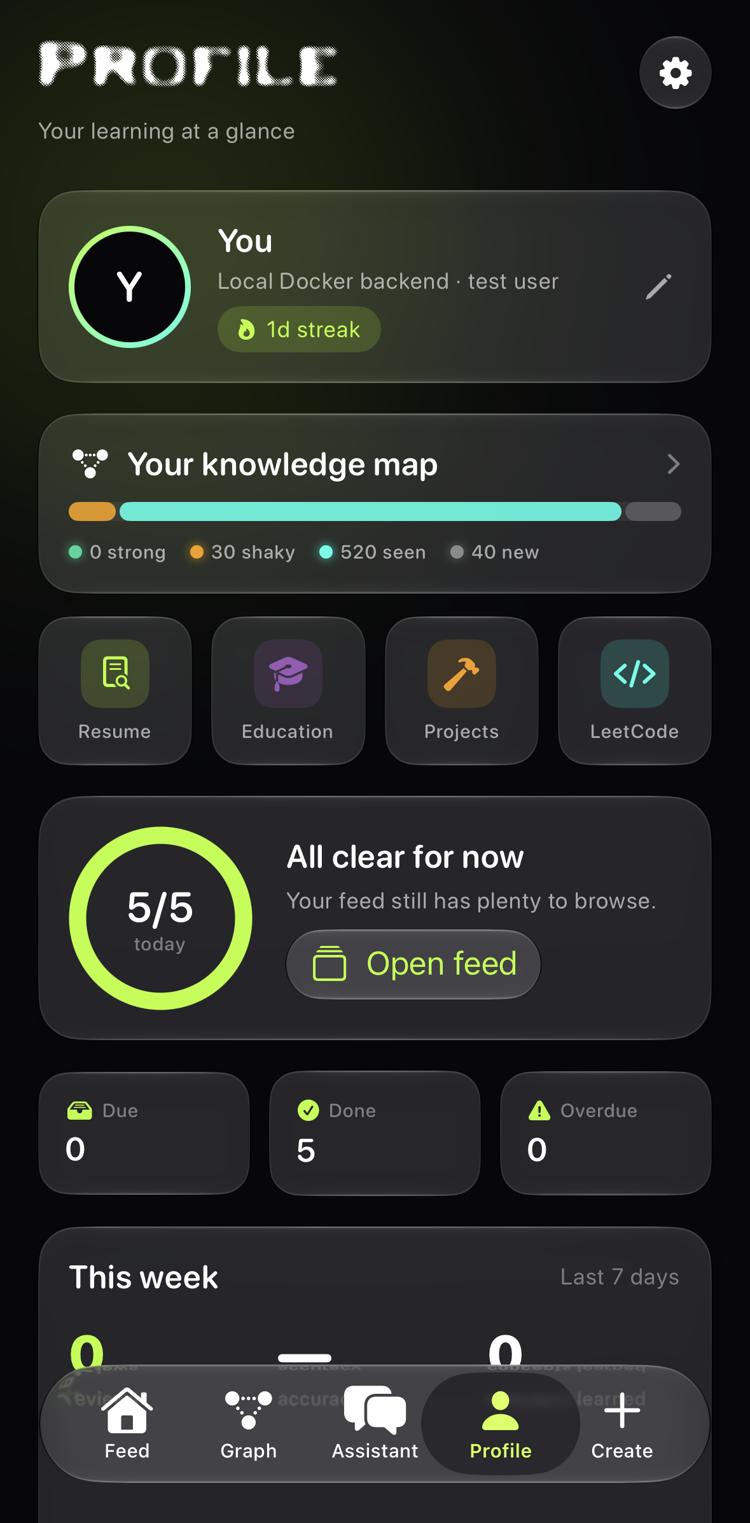 PROFILE
Your learning at a glance
Y
You
Local Docker backend · test user
1d streak
Your knowledge map
0 strong 30 shaky 520 seen 40 new
Resume Education Projects LeetCode
5/5
today
All clear for now
Your feed still has plenty to browse.
Open feed
Due Done Overdue
0 5 0
This week Last 7 days
0 — 0
learned
Feed Graph Assistant Profile Create